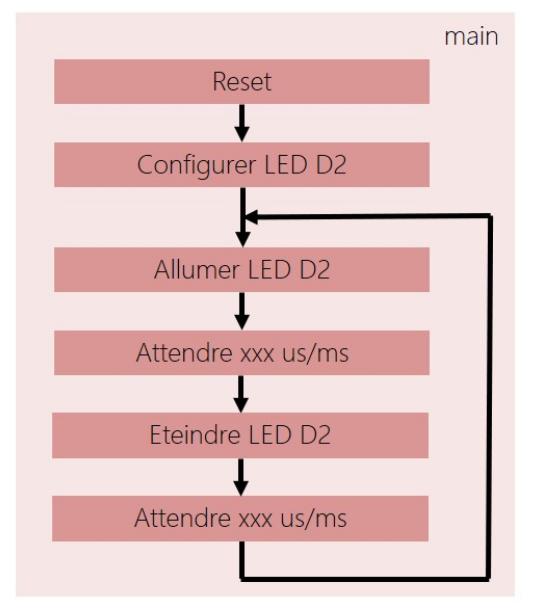 main
Reset
Configurer LED D2
Allumer LED D2
Attendre xxx us/ms
Eteindre LED D2
Attendre xxx us/ms